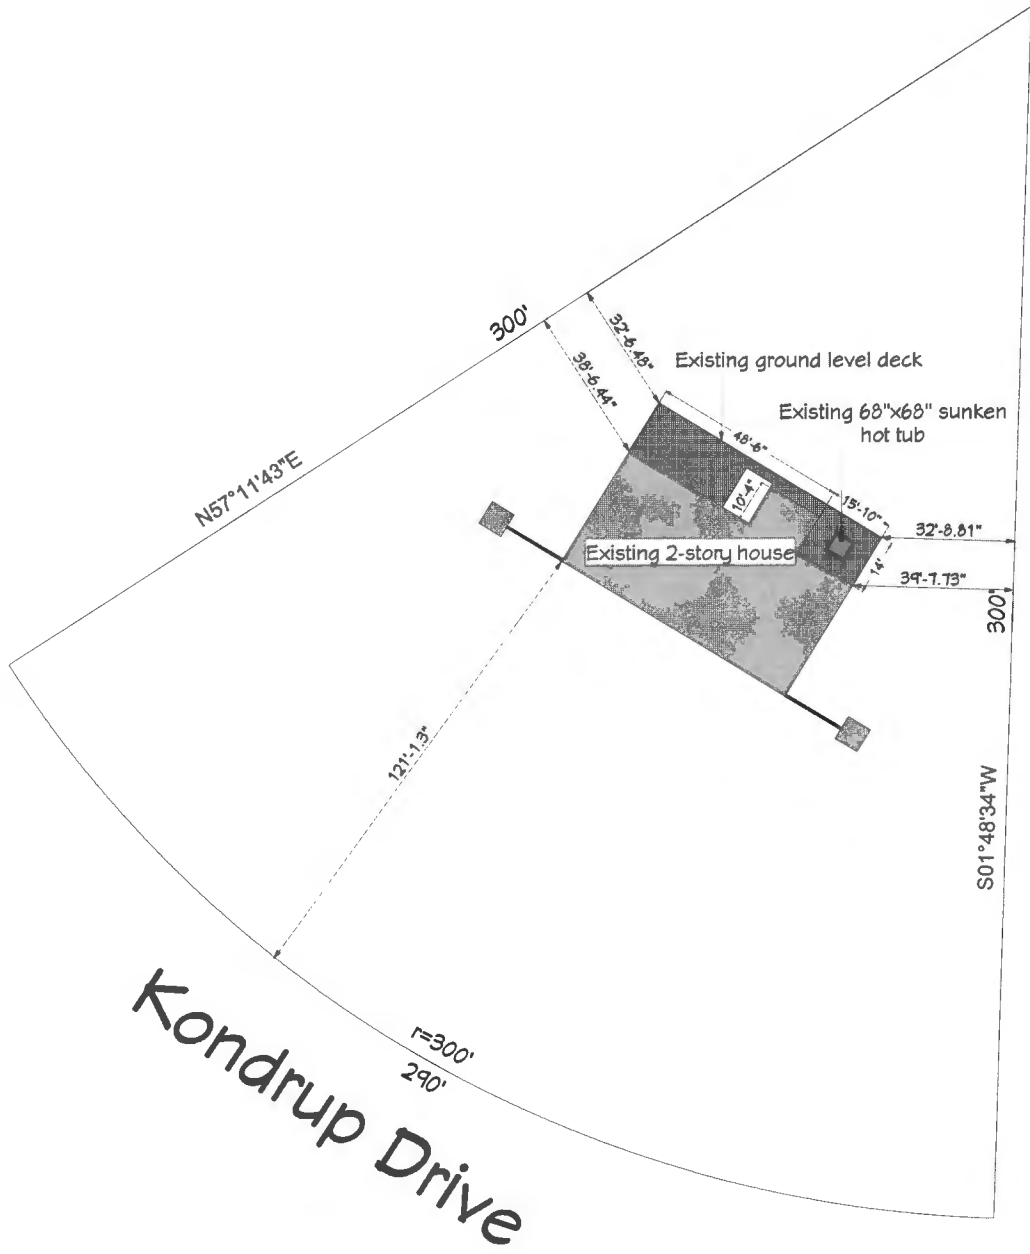 300'
32'-6.48"
38'-6.44"
Existing ground level deck
Existing 68"x68" sunken
hot tub
48'-6"
10'-4"
15'-10"
N57°11'43"E
32'-8.81"
Existing 2-story house
14'
39'-7.73"
300'
121'-1.3"
S01°48'34"W
r=300'
290'
Kondrup Drive